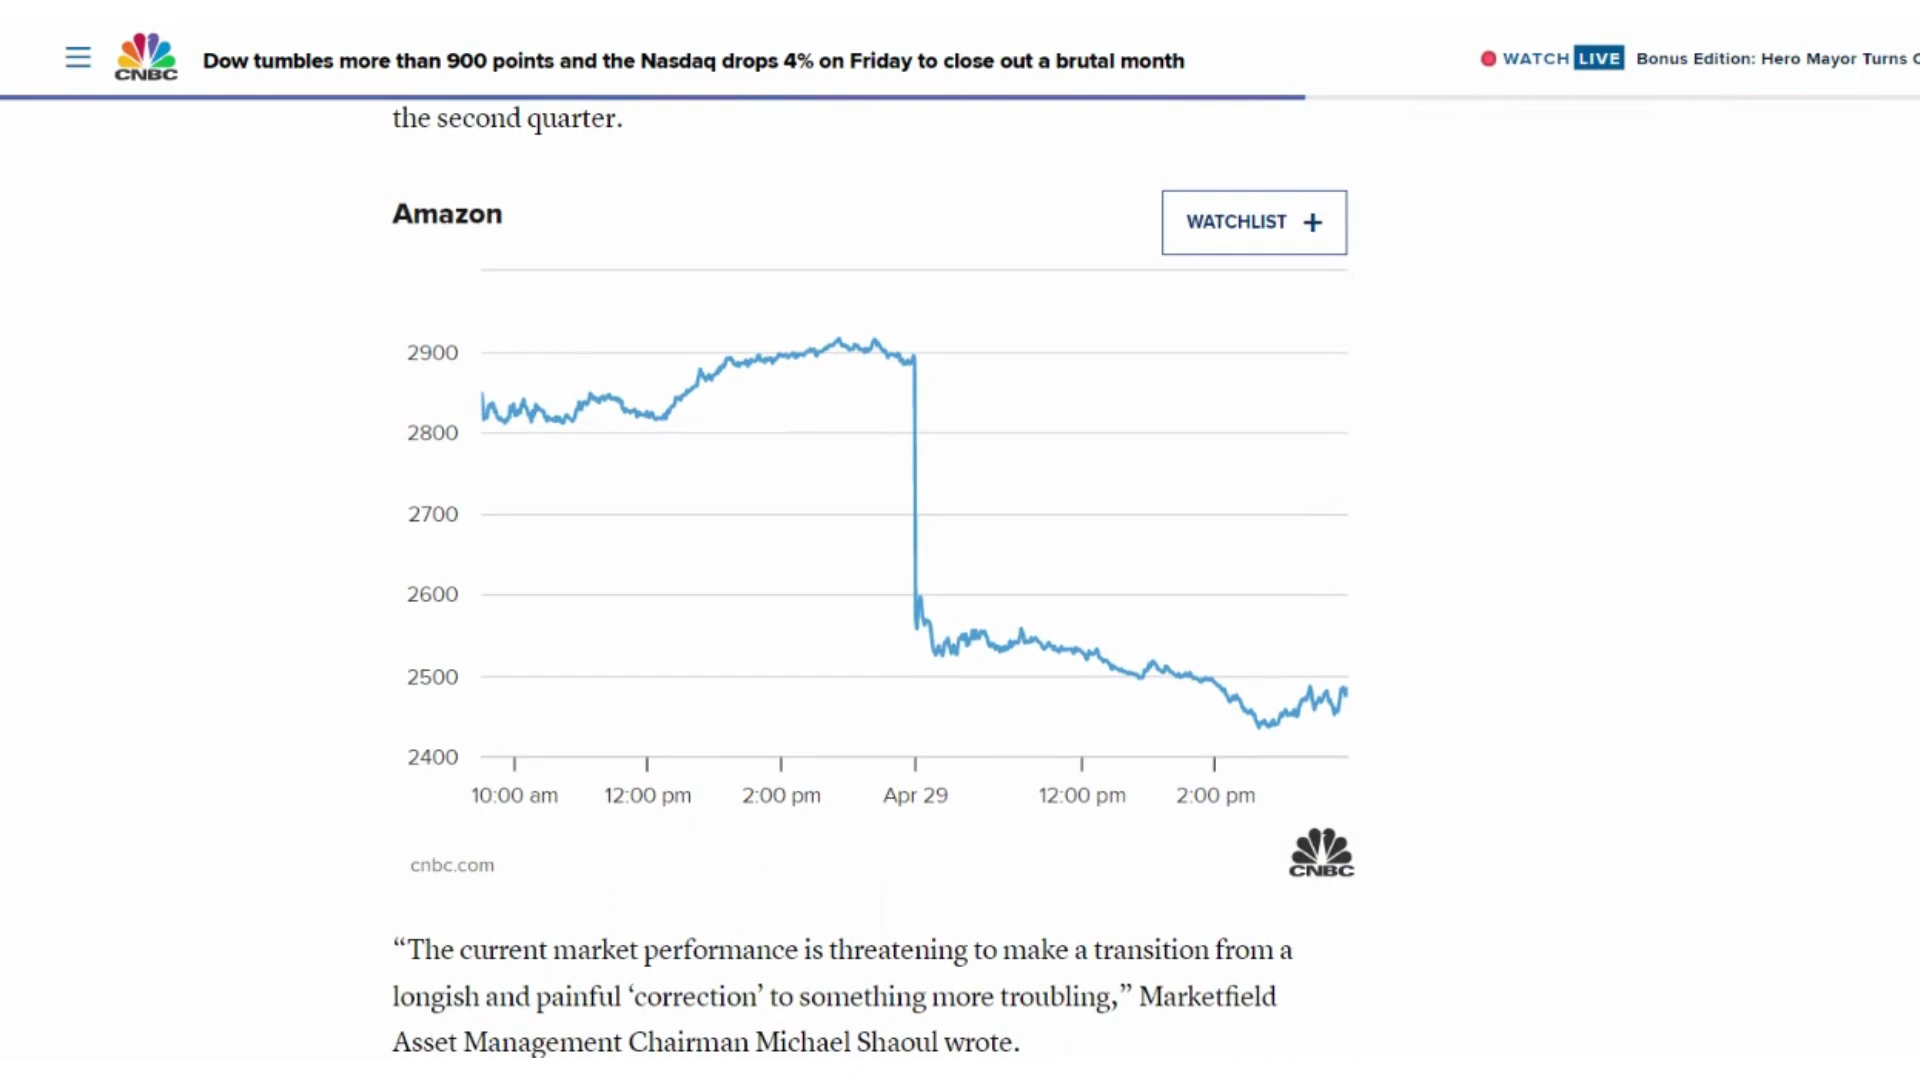 CNBC
Dow tumbles more than 900 points and the Nasdaq drops 4% on Friday to close out a brutal month
WATCH LIVE Bonus Edition: Hero Mayor Turns
the second quarter.
Amazon
WATCHLIST +
2900
2800
2700
2600
2500
2400
10:00 am 12:00 pm 2:00 pm Apr 29 12:00 pm 2:00 pm
cnbc.com
CNBC
“The current market performance is threatening to make a transition from a
longish and painful ‘correction’ to something more troubling,” Marketfield
Asset Management Chairman Michael Shaoul wrote.